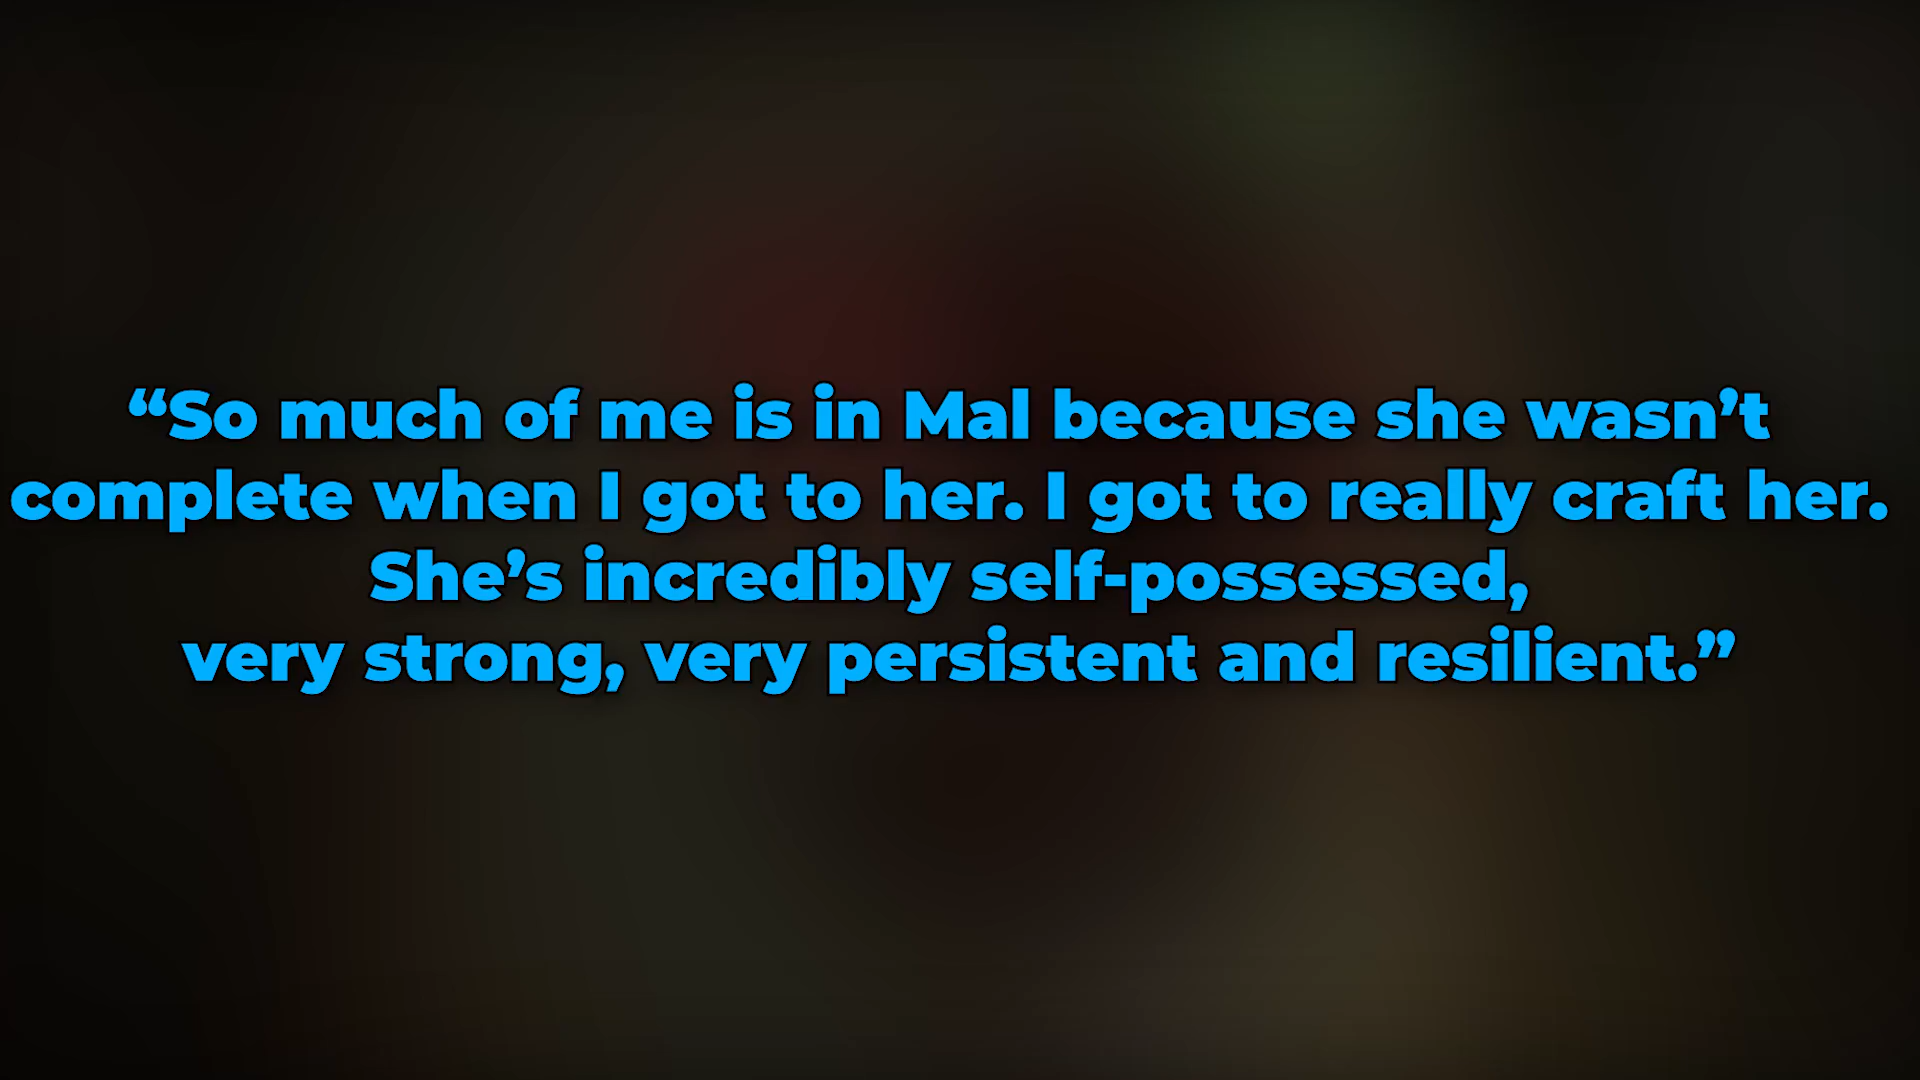 “So much of me is in Mal because she wasn’t
complete when I got to her. I got to really craft her.
She’s incredibly self-possessed,
very strong, very persistent and resilient.”